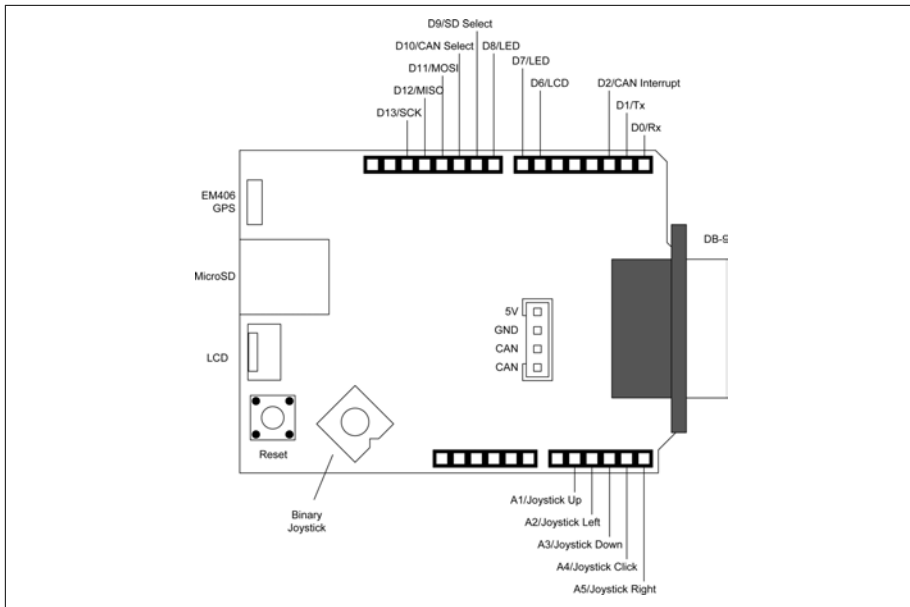 D9/SD Select
D10/CAN Select
D8/LED
D11/MOSI
D7/LED
D12/MISO
D6/LCD
D2/CAN Interrupt
D13/SCK
D1/Tx
D0/Rx
EM406
GPS
DB-9
MicroSD
5V
GND
CAN
CAN
LCD
Reset
Binary
Joystick
A1/Joystick Up
A2/Joystick Left
A3/Joystick Down
A4/Joystick Click
A5/Joystick Right